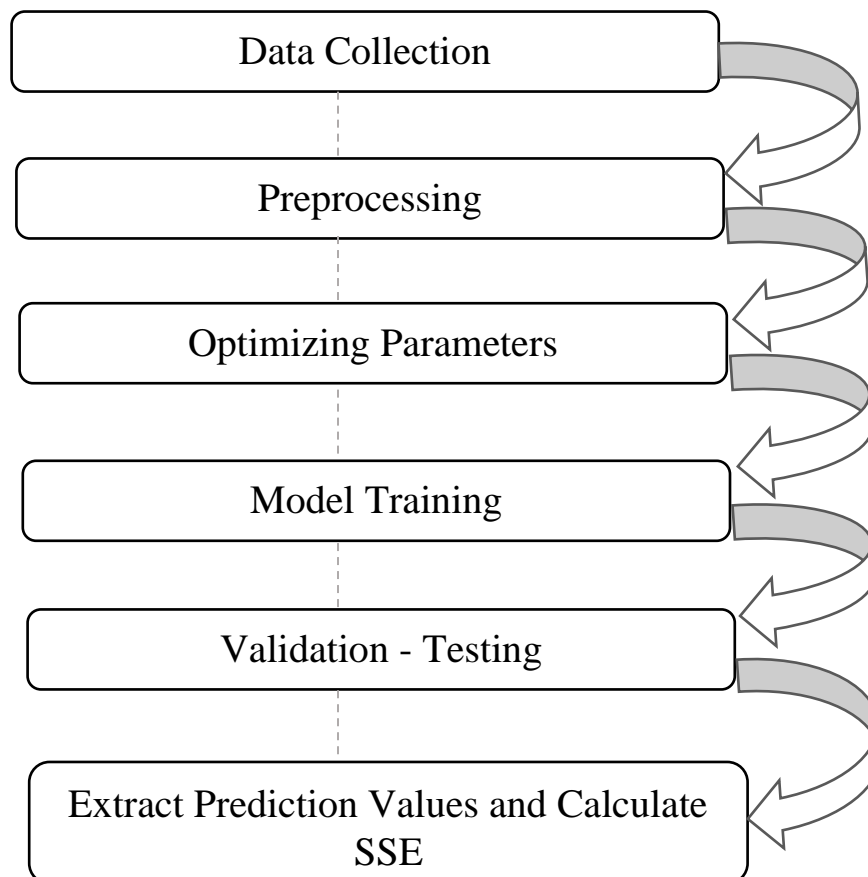 Data Collection
Preprocessing
Optimizing Parameters
Model Training
Validation - Testing
Extract Prediction Values and Calculate
SSE